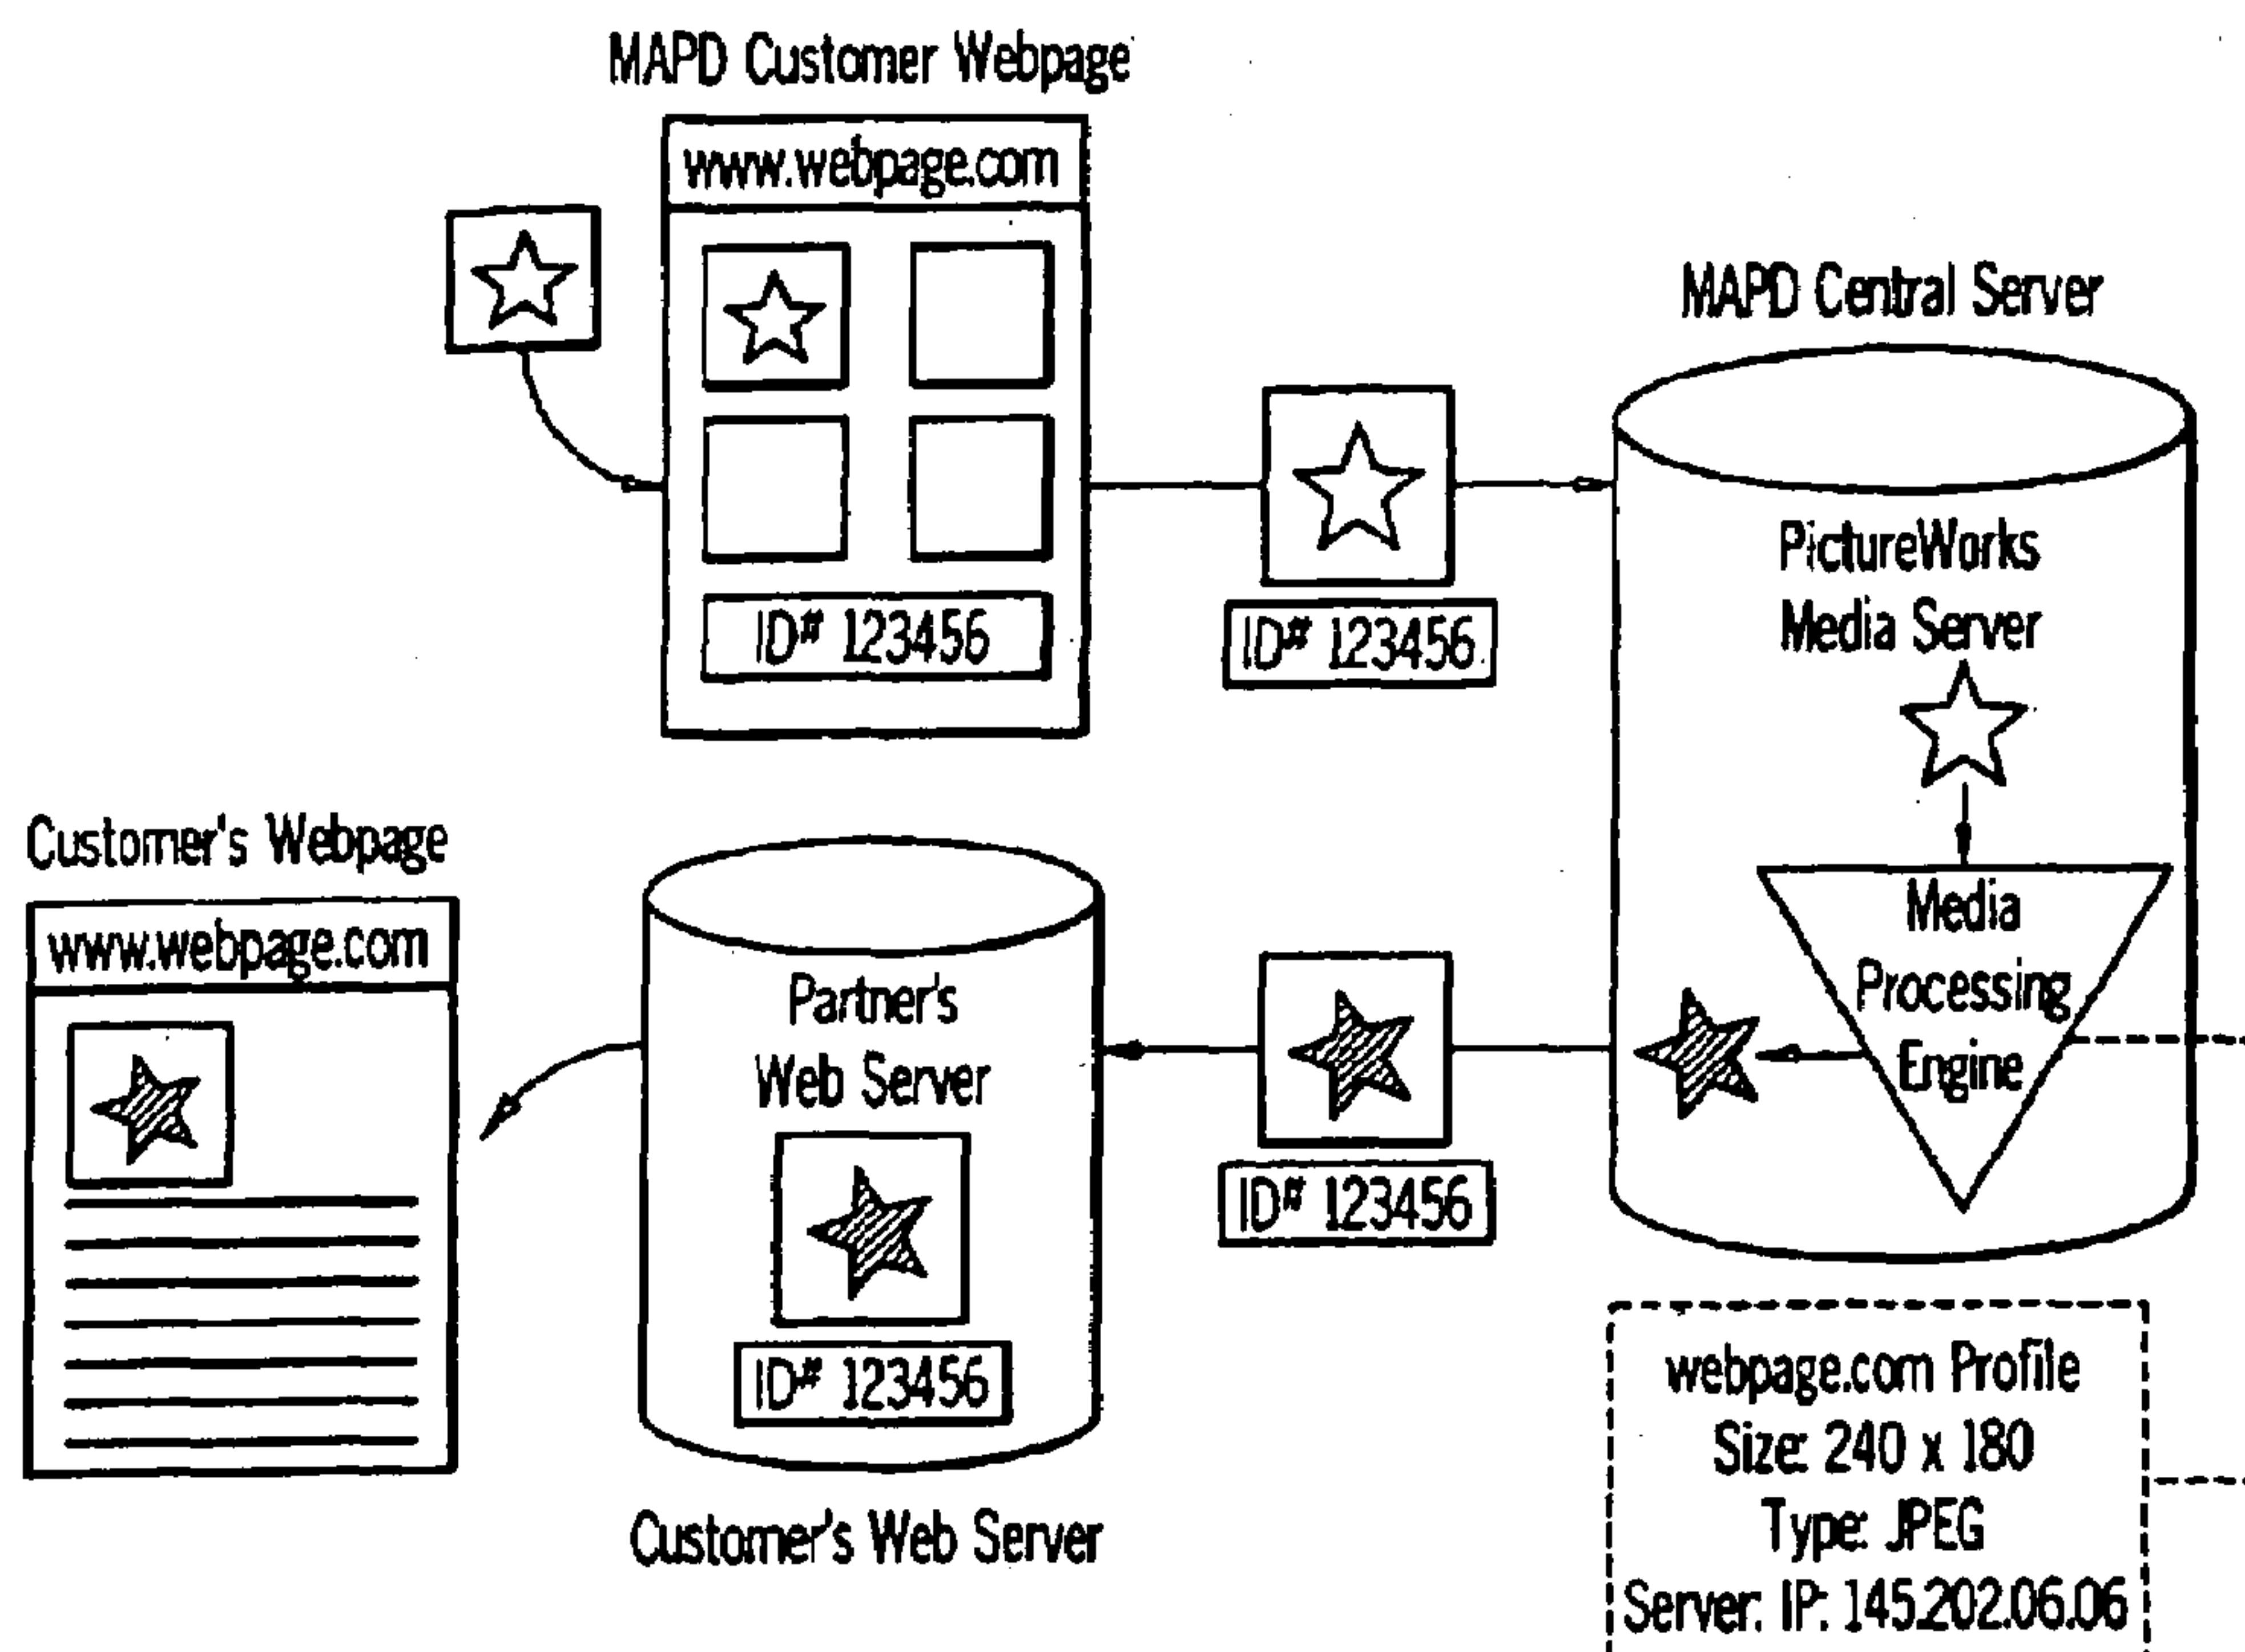 MAPD Customer Webpage
www.webpage.com
ID# 123456
ID# 123456
MAPD Central Server
PictureWorks
Media Server
Media
Processing
Engine
Customer's Webpage
www.webpage.com
Partner's
Web Server
ID# 123456
Customer's Web Server
ID# 123456
webpage.com Profile
Size: 240 x 180
Type: JPEG
Server: IP: 145.202.06.06